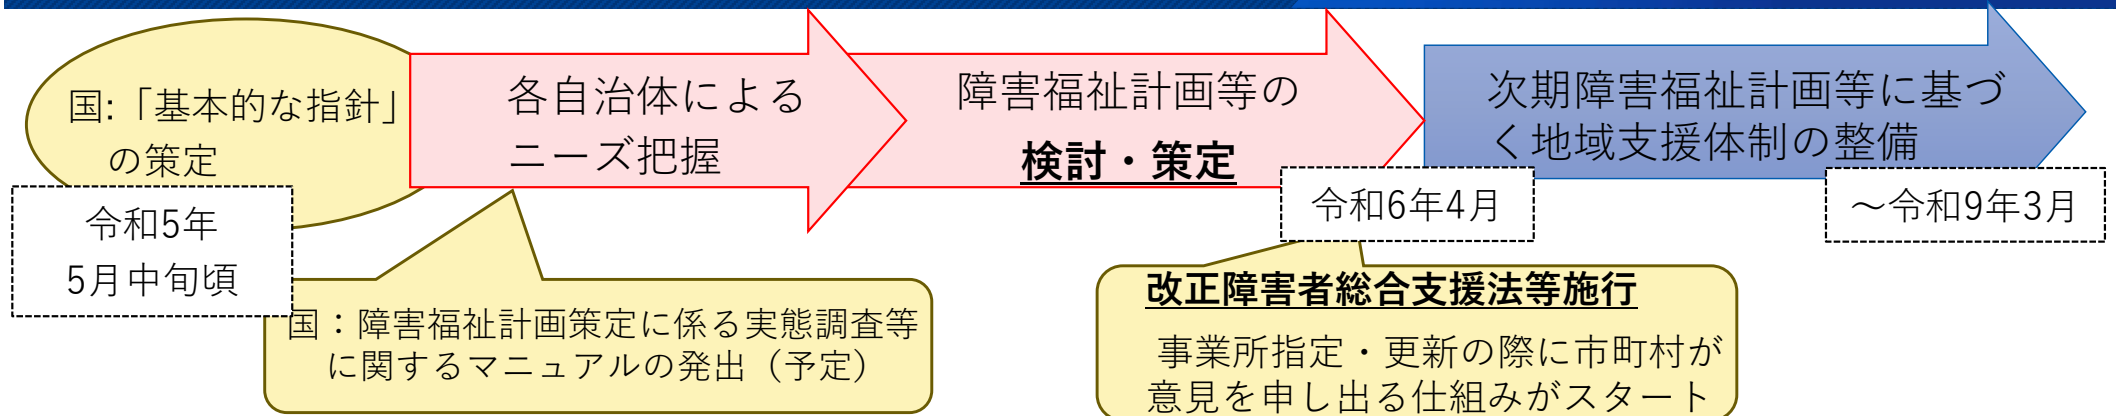 国:「基本的な指針」
の策定
令和5年
5月中旬頃
各自治体による
ニーズ把握
国：障害福祉計画策定に係る実態調査等
に関するマニュアルの発出（予定）
障害福祉計画等の
検討・策定
令和6年4月
改正障害者総合支援法等施行
事業所指定・更新の際に市町村が
意見を申し出る仕組みがスタート
次期障害福祉計画等に基づ
く地域支援体制の整備
～令和9年3月